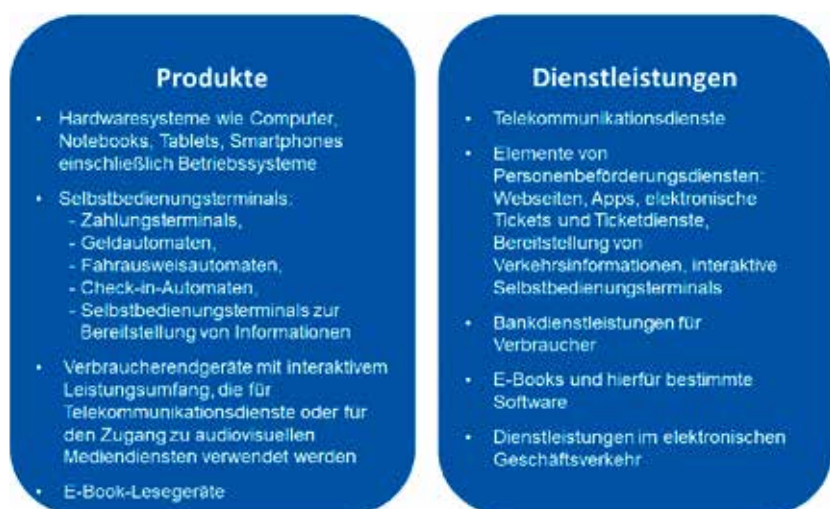 Produkte
• Hardwaresysteme wie Computer,
Notebooks, Tablets, Smartphones
einschließlich Betriebssysteme
• Selbstbedienungsterminals:
- Zahlungsterminals,
- Geldautomaten,
- Fahrausweisautomaten,
- Check-in-Automaten,
- Selbstbedienungsterminals zur
Bereitstellung von Informationen
• Verbraucherendgeräte mit interaktivem
Leistungsumfang, die für
Telekommunikationsdienste oder für
den Zugang zu audiovisuellen
Mediendiensten verwendet werden
• E-Book-Lesegeräte
Dienstleistungen
• Telekommunikationsdienste
• Elemente von
Personenbeförderungsdiensten:
Webseiten, Apps, elektronische
Tickets und Ticketdienste,
Bereitstellung von
Verkehrsinformationen, interaktive
Selbstbedienungsterminals
• Bankdienstleistungen für
Verbraucher
• E-Books und hierfür bestimmte
Software
• Dienstleistungen im elektronischen
Geschäftsverkehr